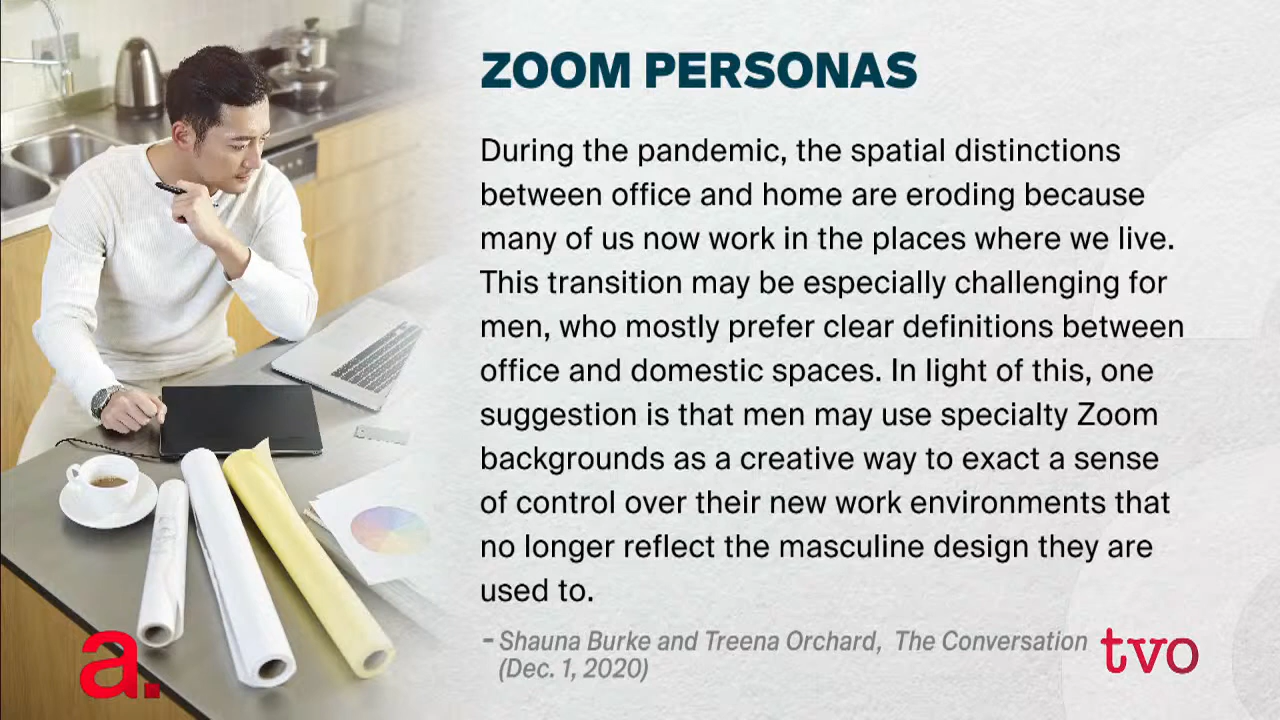 ZOOM PERSONAS
During the pandemic, the spatial distinctions
between office and home are eroding because
many of us now work in the places where we live.
This transition may be especially challenging for
men, who mostly prefer clear definitions between
office and domestic spaces. In light of this, one
suggestion is that men may use specialty Zoom
backgrounds as a creative way to exact a sense
of control over their new work environments that
no longer reflect the masculine design they are
used to.
- Shauna Burke and Treena Orchard, The Conversation
(Dec. 1, 2020)
a.
tvo